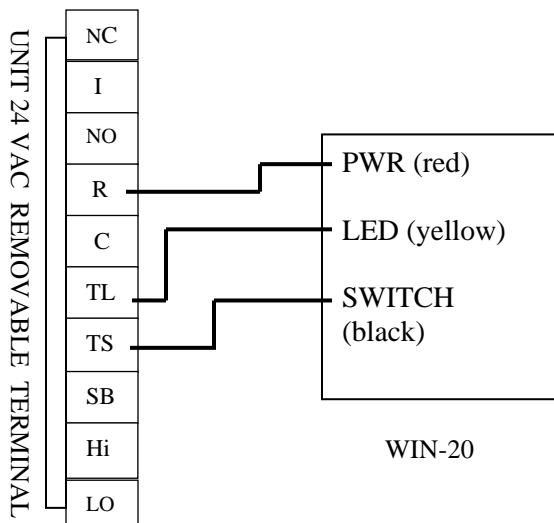 UNIT 24 VAC REMOVABLE TERMINAL
NC
I
NO
R
C
TL
TS
SB
Hi
LO
PWR (red)
LED (yellow)
SWITCH
(black)
WIN-20